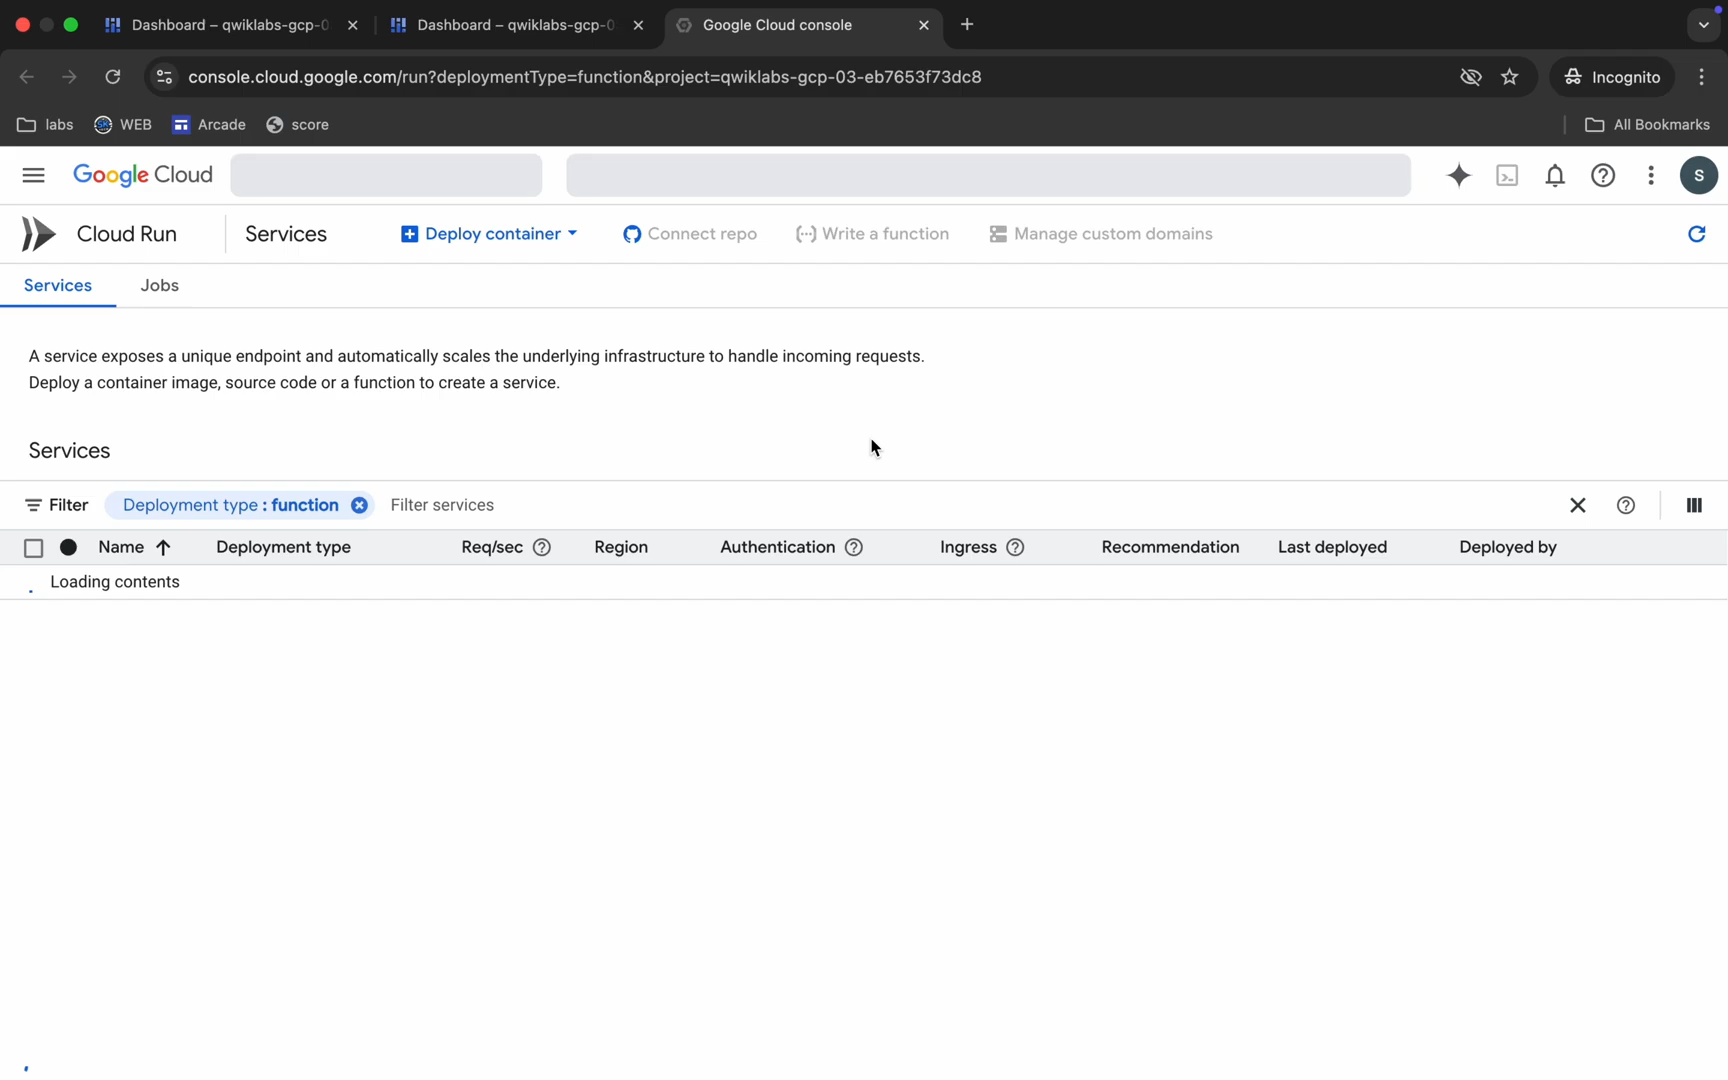 Dashboard – qwiklabs-gcp-0
Dashboard – qwiklabs-gcp-0
Google Cloud console
console.cloud.google.com/run?deploymentType=function&project=qwiklabs-gcp-03-eb7653f73dc8
Incognito
labs
WEB
Arcade
score
All Bookmarks
Google Cloud
S
Cloud Run
Services
Deploy container
Connect repo
Write a function
Manage custom domains
Services
Jobs
A service exposes a unique endpoint and automatically scales the underlying infrastructure to handle incoming requests.
Deploy a container image, source code or a function to create a service.
Services
Filter
Deployment type : function
Filter services
Name
Deployment type
Req/sec
Region
Authentication
Ingress
Recommendation
Last deployed
Deployed by
Loading contents